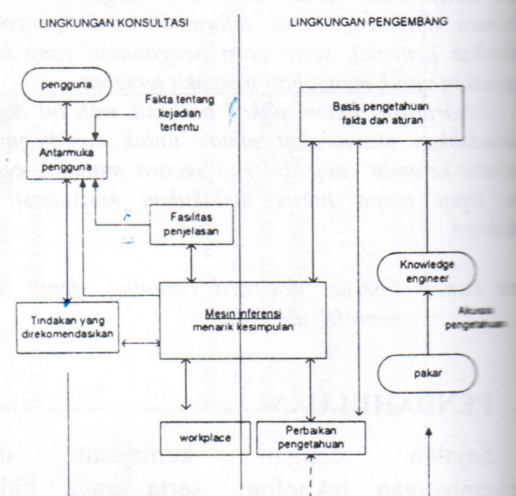 LINGKUNGAN KONSULTASI
LINGKUNGAN PENGEMBANG
pengguna
Fakta tentang
kejadian
tertentu
Basis pengetahuan
fakta dan aturan
Antarmuka
pengguna
Fasilitas
penjelasan
Knowledge
engineer
Mesin inferensi
menarik kesimpulan
Tindakan yang
direkomendasikan
Akuisisi
pengetahuan
pakar
workplace
Perbaikan
pengetahuan